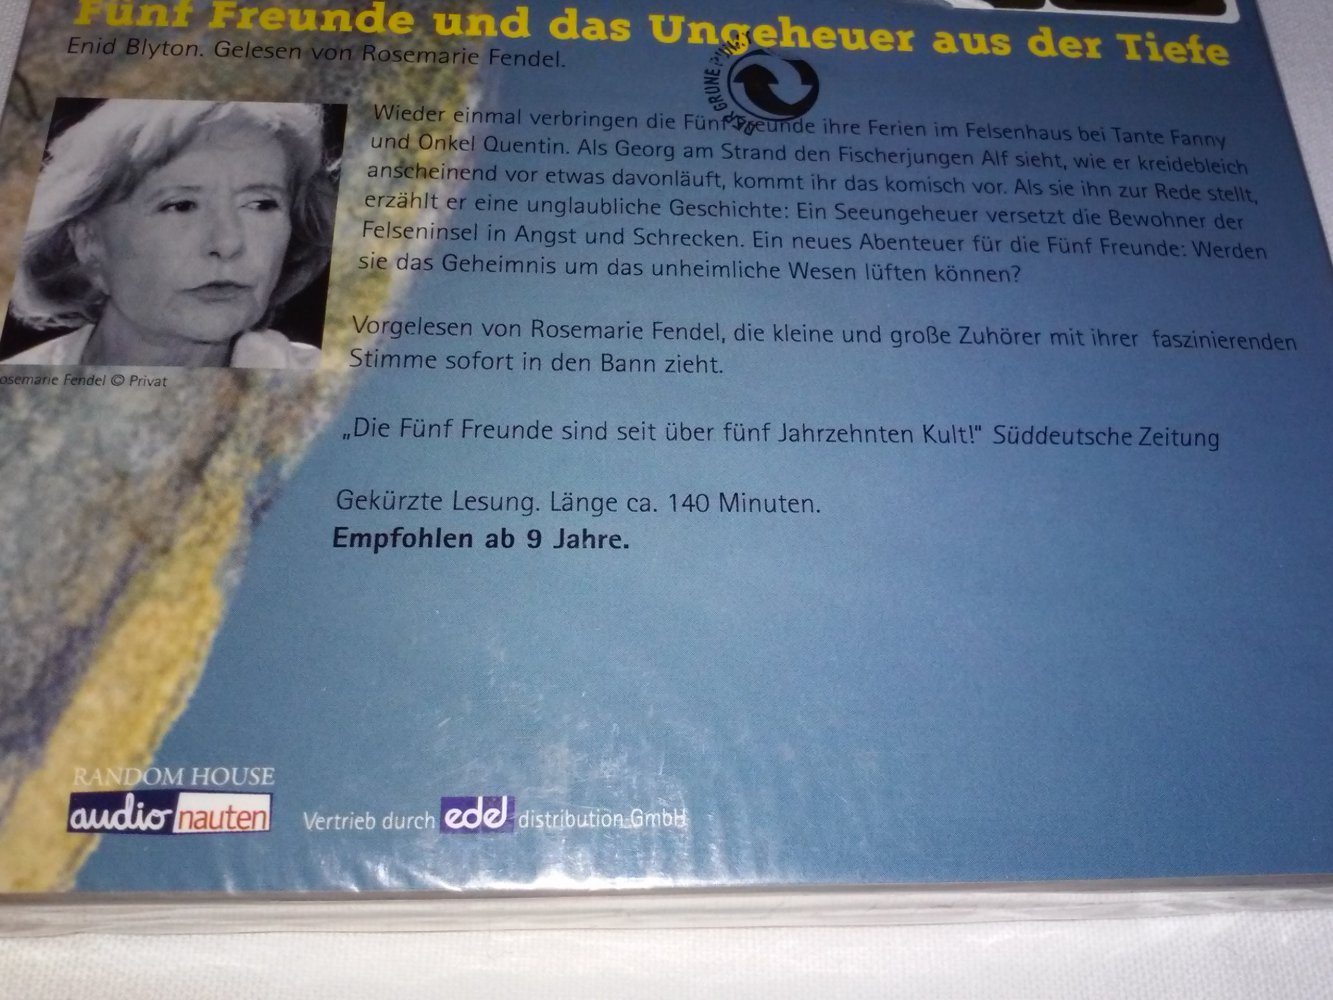 Fünf Freunde und das Ungeheuer aus der Tiefe
Enid Blyton. Gelesen von Rosemarie Fendel.
DER GRÜNE PUNKT
Wieder einmal verbringen die Fünf Freunde ihre Ferien im Felsenhaus bei Tante Fanny
und Onkel Quentin. Als Georg am Strand den Fischerjungen Alf sieht, wie er kreidebleich
anscheinend vor etwas davonläuft, kommt ihr das komisch vor. Als sie ihn zur Rede stellt,
erzählt er eine unglaubliche Geschichte: Ein Seeungeheuer versetzt die Bewohner der
Felseninsel in Angst und Schrecken. Ein neues Abenteuer für die Fünf Freunde: Werden
sie das Geheimnis um das unheimliche Wesen lüften können?
Vorgelesen von Rosemarie Fendel, die kleine und große Zuhörer mit ihrer faszinierenden
Stimme sofort in den Bann zieht.
osemarie Fendel © Privat
„Die Fünf Freunde sind seit über fünf Jahrzehnten Kult!" Süddeutsche Zeitung
Gekürzte Lesung. Länge ca. 140 Minuten.
Empfohlen ab 9 Jahre.
RANDOM HOUSE
audionauten
Vertrieb durch edel distribution GmbH